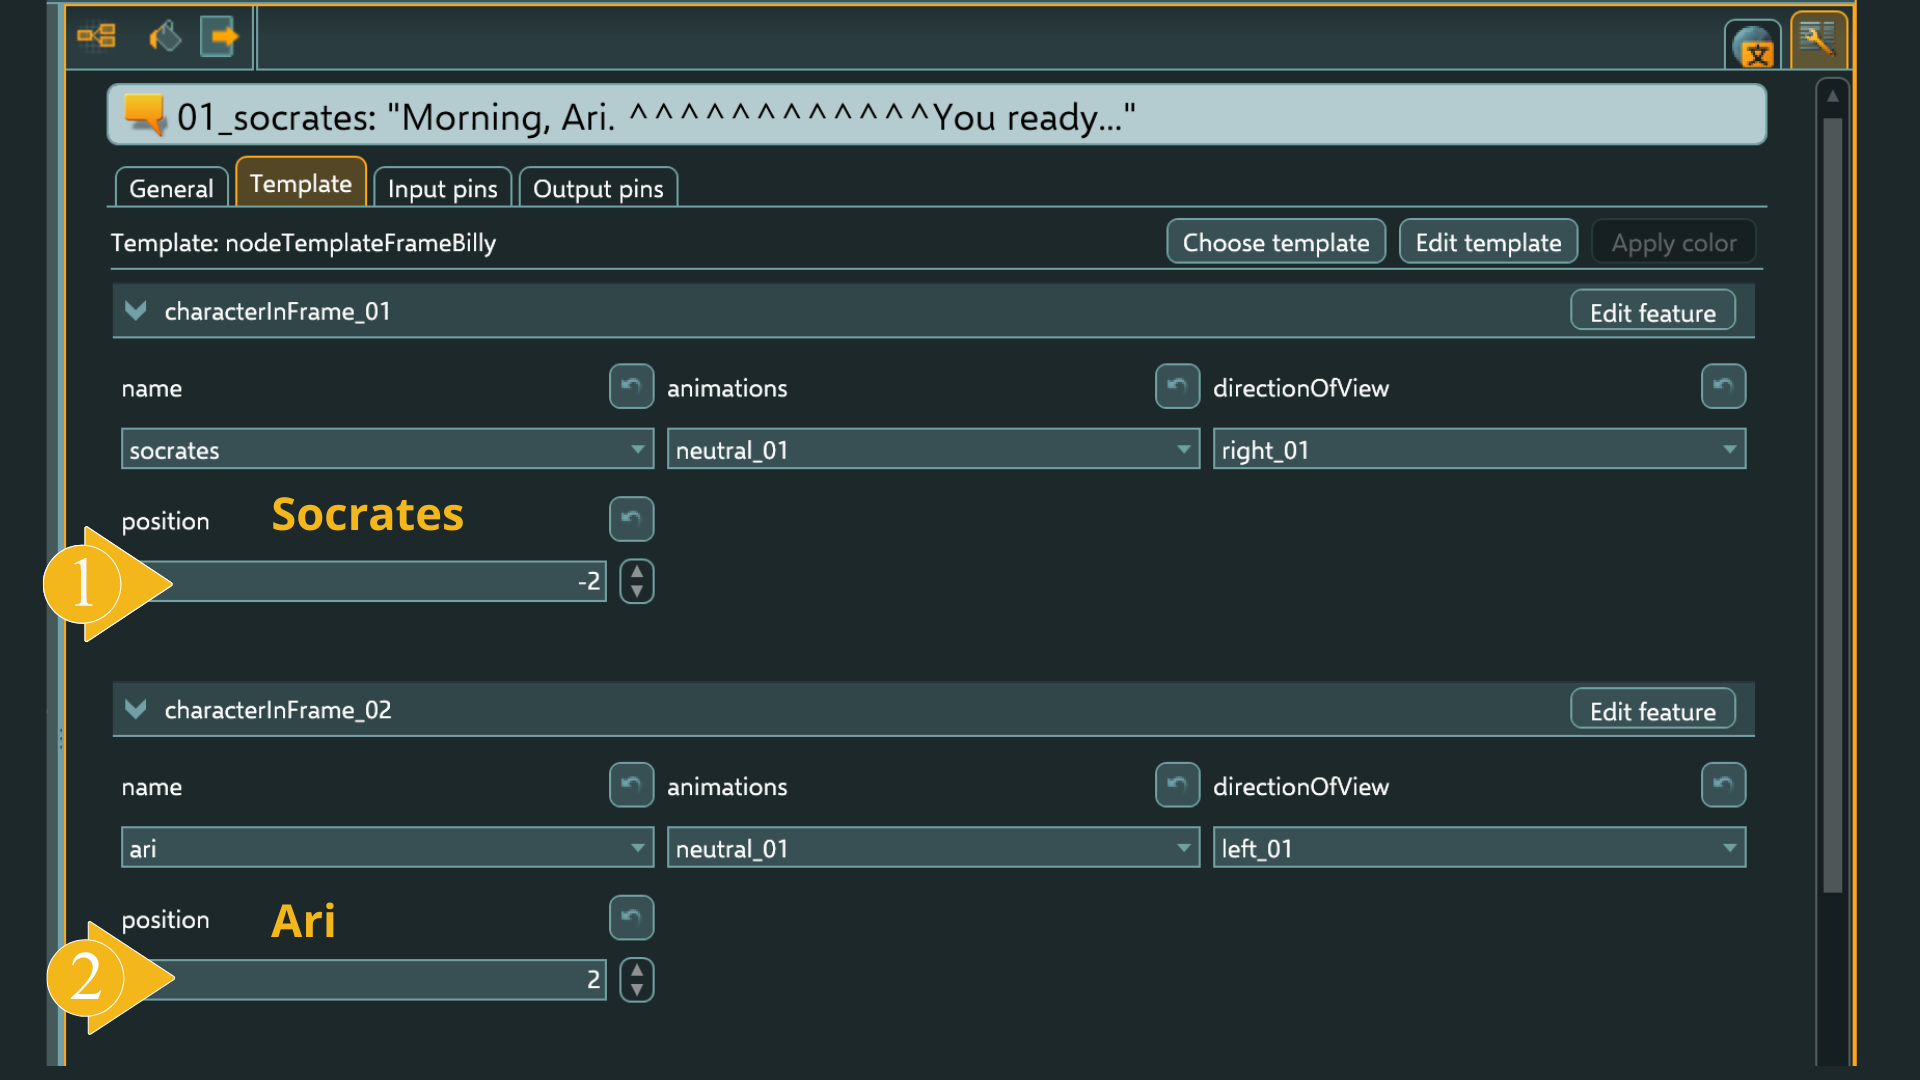 文
01_socrates: "Morning, Ari. ^^^^^^^^^^^^You ready..."
General Template Input pins Output pins
Template: nodeTemplateFrameBilly Choose template Edit template Apply color
characterInFrame_01 Edit feature
name animations directionOfView
socrates neutral_01 right_01
position Socrates
1 -2
characterInFrame_02 Edit feature
name animations directionOfView
ari neutral_01 left_01
position Ari
2 2